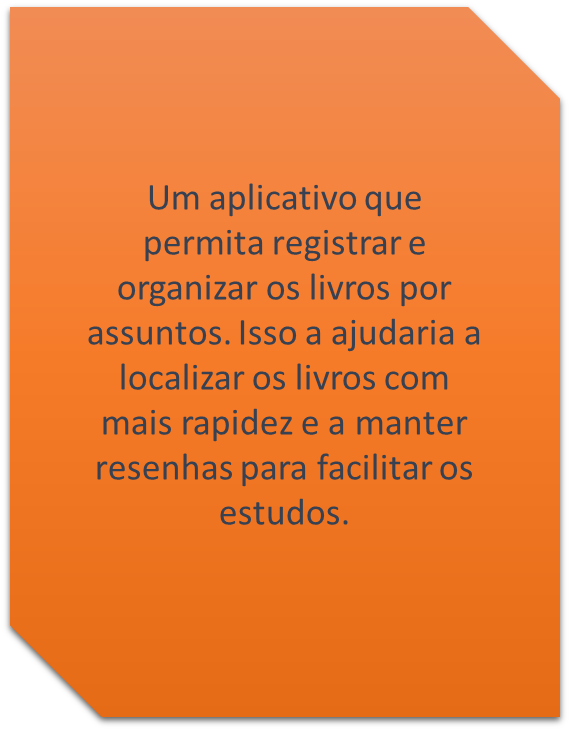 Um aplicativo que
permita registrar e
organizar os livros por
assuntos. Isso a ajudaria a
localizar os livros com
mais rapidez e a manter
resenhas para facilitar os
estudos.